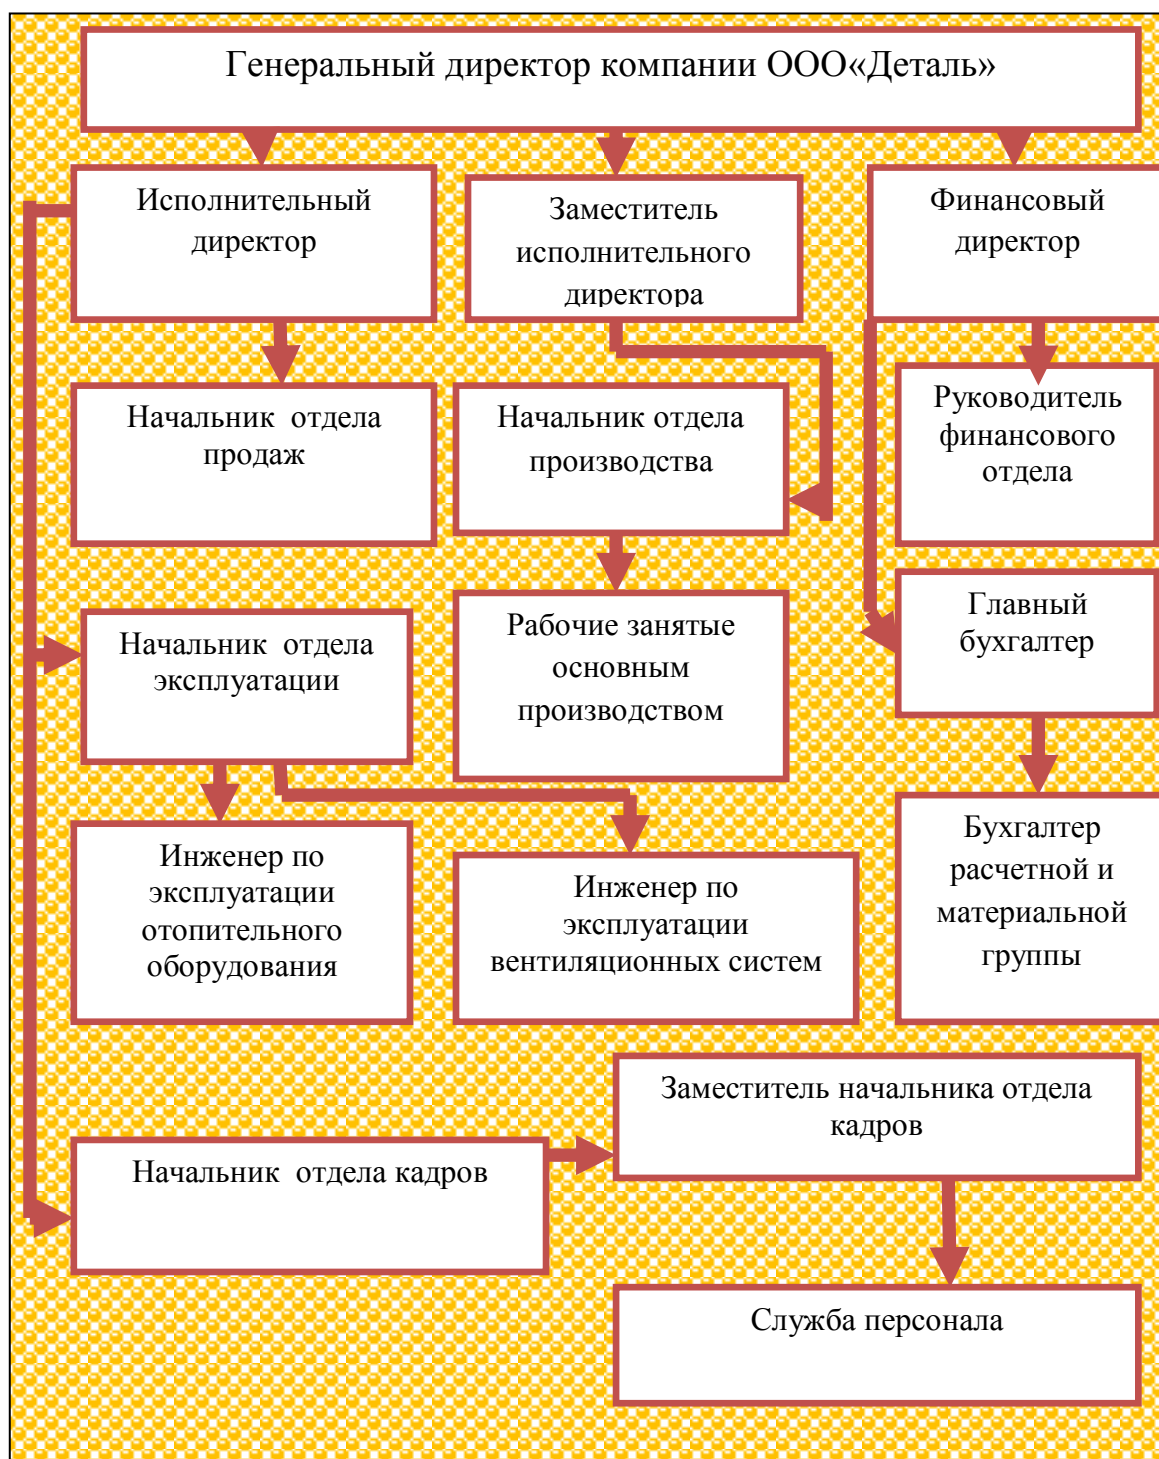 Генеральный директор компании ООО«Деталь»
Исполнительный
директор
Заместитель
исполнительного
директора
Финансовый
директор
Начальник  отдела
продаж
Начальник отдела
производства
Руководитель
финансового
отдела
Начальник  отдела
эксплуатации
Рабочие занятые
основным
производством
Главный
бухгалтер
Инженер по
эксплуатации
отопительного
оборудования
Инженер по
эксплуатации
вентиляционных систем
Бухгалтер
расчетной и
материальной
группы
Заместитель начальника отдела
кадров
Начальник  отдела кадров
Служба персонала